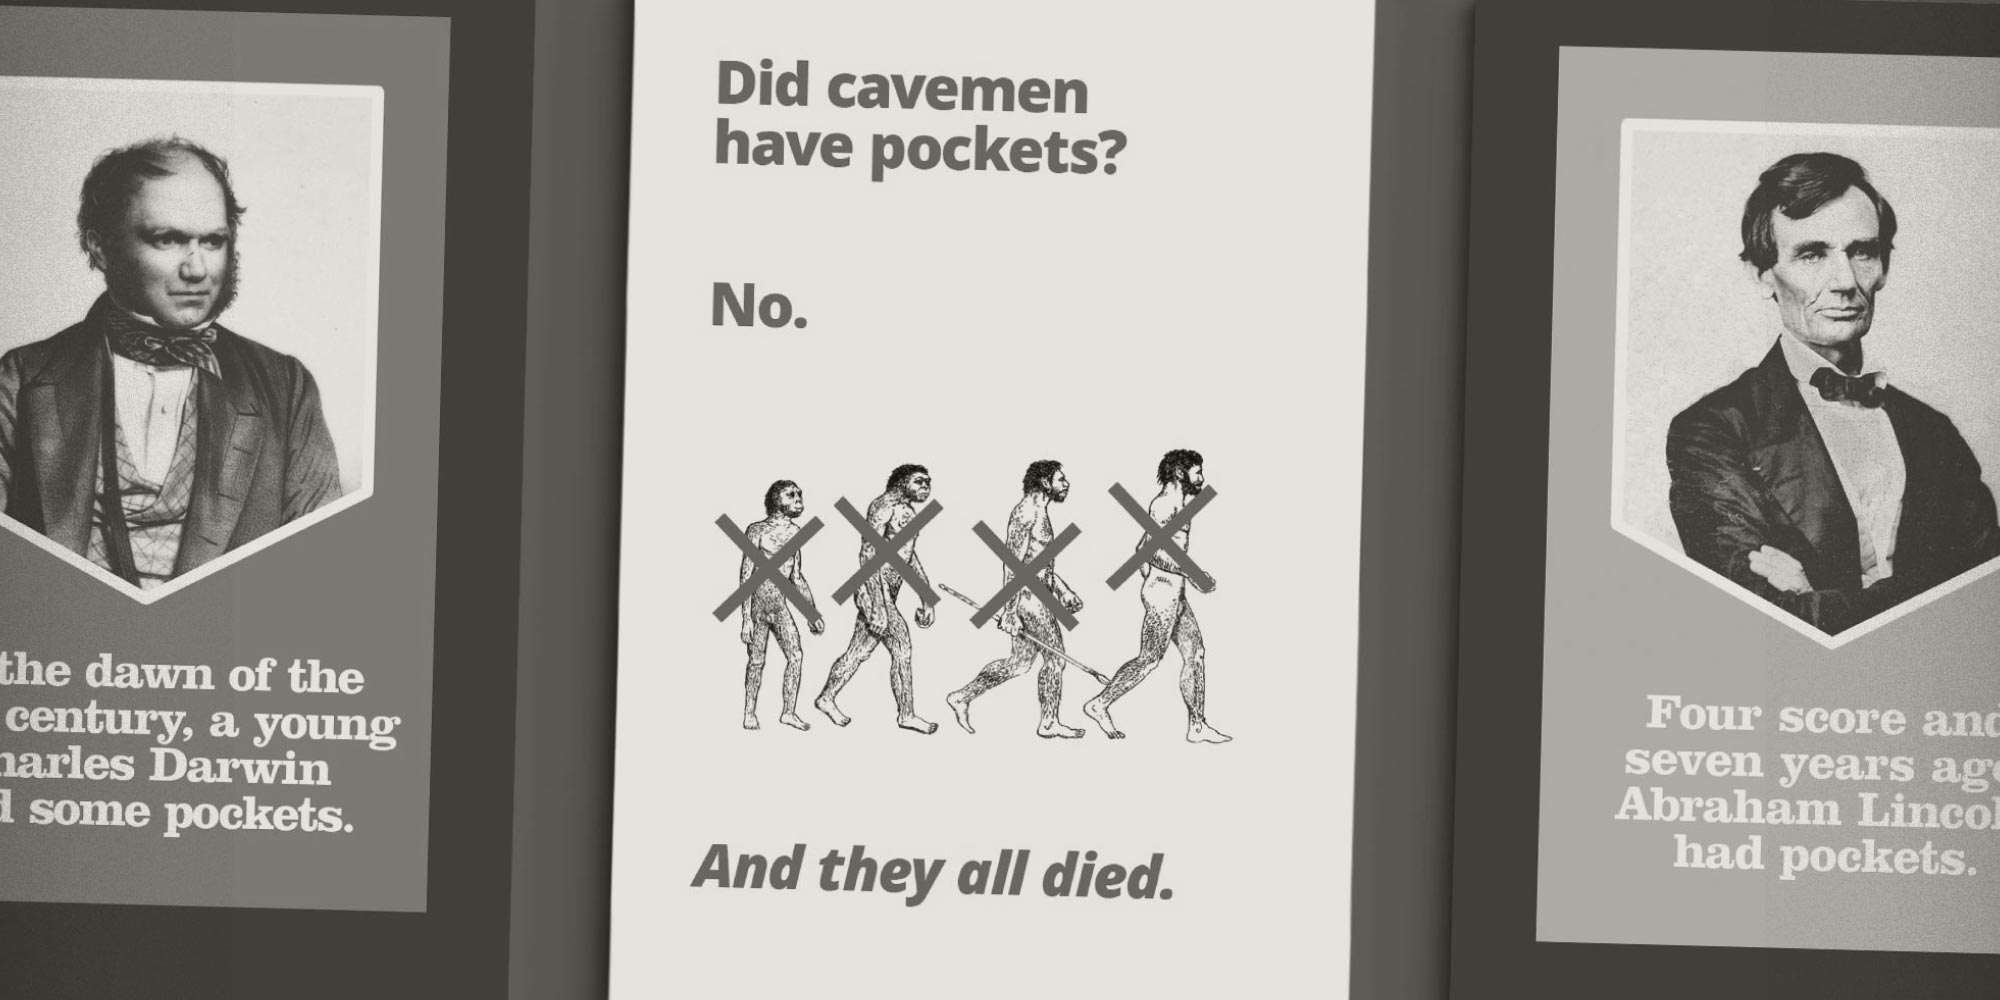 the dawn of the
century, a young
harles Darwin
some pockets.
Did cavemen
have pockets?
No.
And they all died.
Four score and
seven years ago
Abraham Lincol
had pockets.